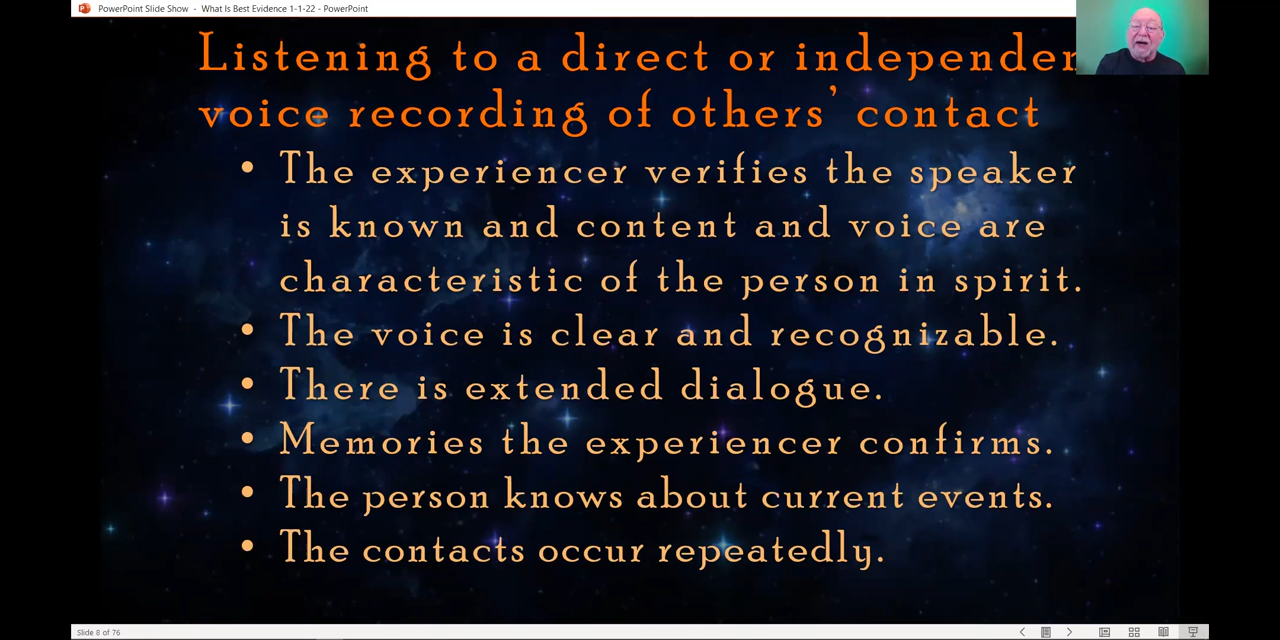 PowerPoint Slide Show - What Is Best Evidence 1-1-22 - PowerPoint
Listening to a direct or independen
voice recording of others’ contact
• The experiencer verifies the speaker
is known and content and voice are
characteristic of the person in spirit.
• The voice is clear and recognizable.
• There is extended dialogue.
• Memories the experiencer confirms.
• The person knows about current events.
• The contacts occur repeatedly.
Slide 8 of 76